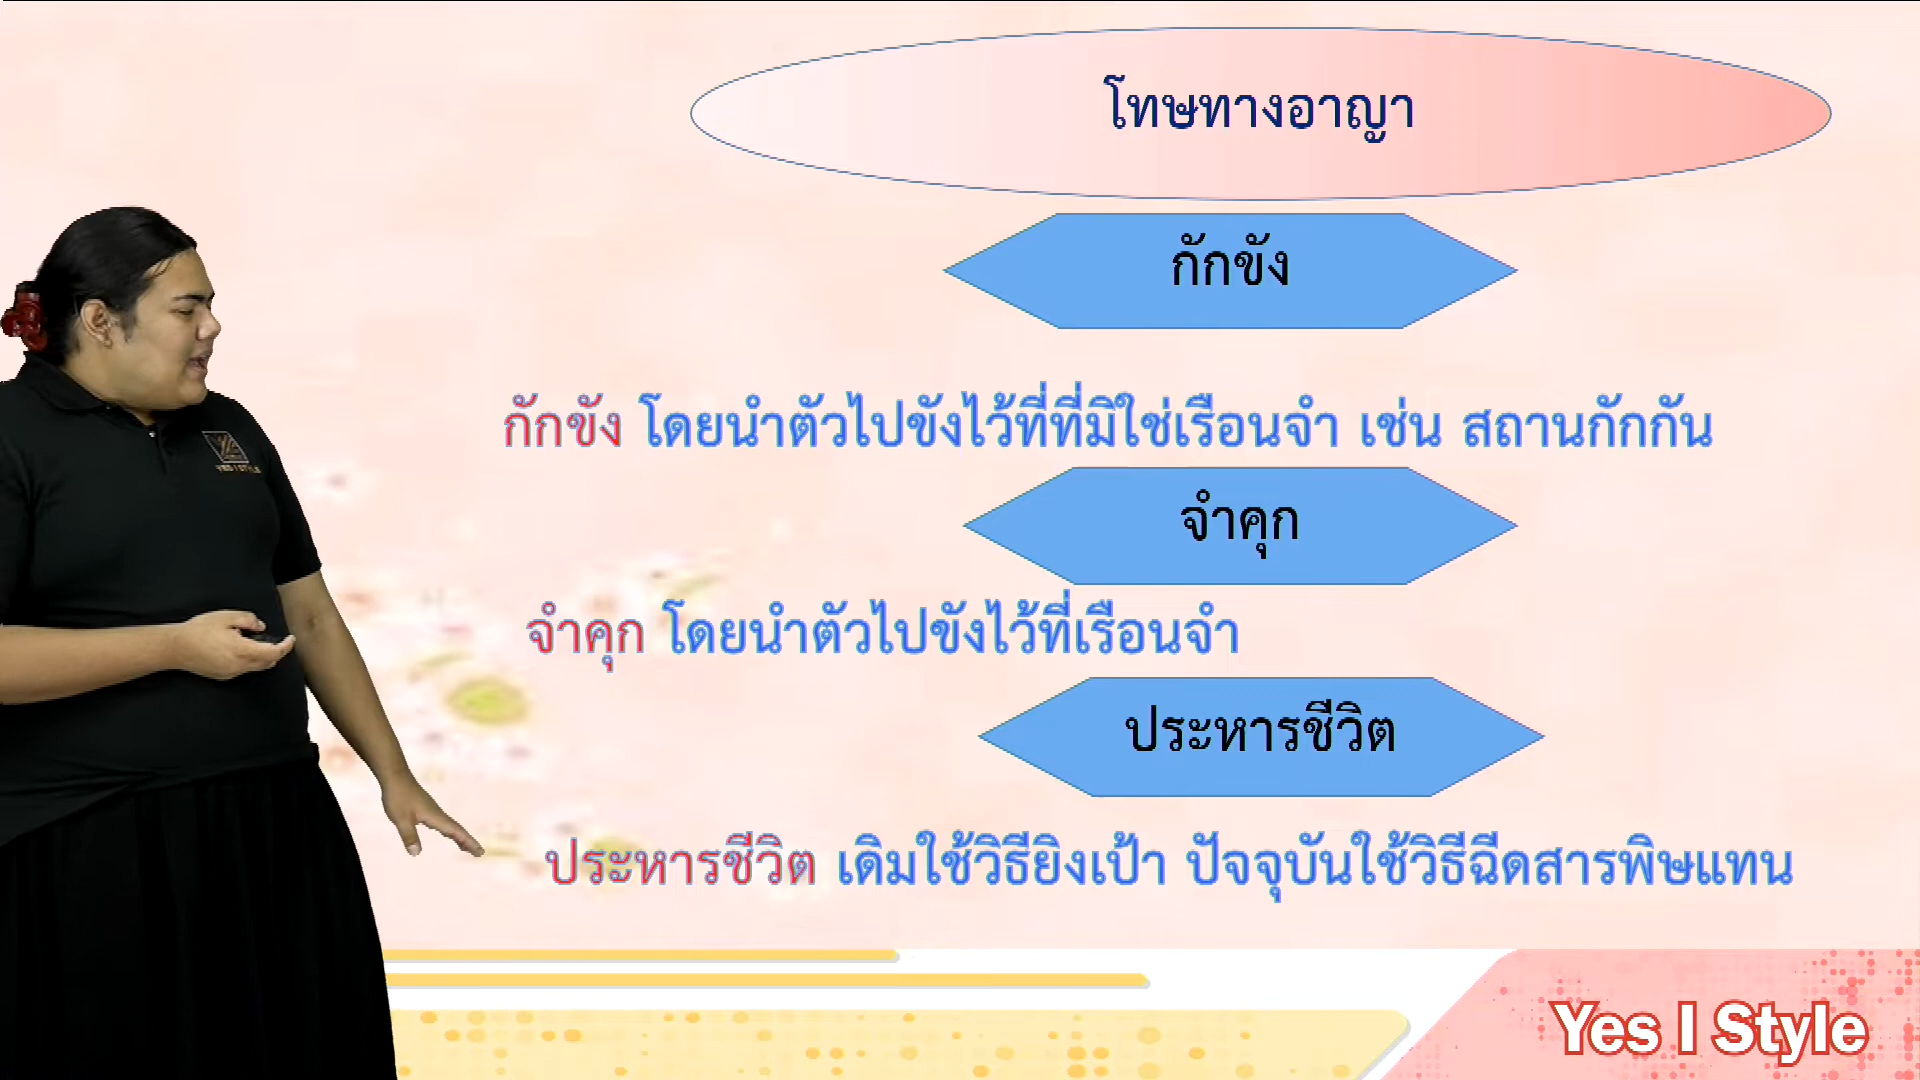 โทษทางอาญา
กักขัง
กักขัง โดยนำตัวไปขังไว้ที่ที่มิใช่เรือนจำ เช่น สถานกักกัน
จำคุก
จำคุก โดยนำตัวไปขังไว้ที่เรือนจำ
ประหารชีวิต
ประหารชีวิต เดิมใช้วิธียิงเป้า ปัจจุบันใช้วิธีฉีดสารพิษแทน
YES I STYLE
Yes I Style